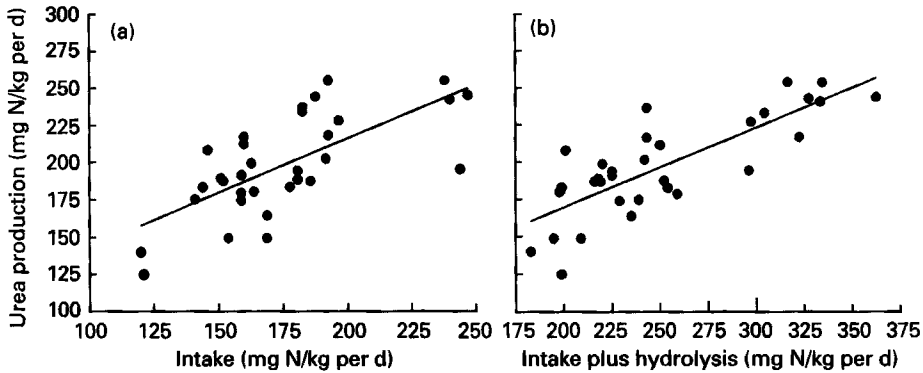 (a)
(b)
Urea production (mg N/kg per d)
300
275
250
225
200
175
150
125
100
100 125 150 175 200 225 250
175 200 225 250 275 300 325 350 375
Intake (mg N/kg per d)
Intake plus hydrolysis (mg N/kg per d)